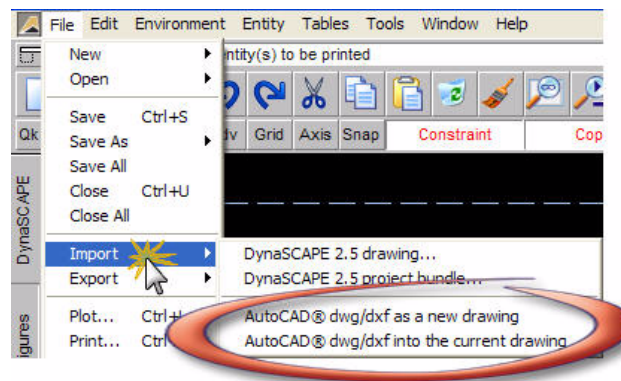 File Edit Environment Entity Tables Tools Window Help
New ntity(s) to be printed
Open
Save Ctrl+S
Qk Save As dv Grid Axis Snap Constraint Cop
Save All
Close Ctrl+U
Close All
DynaSCAPE
Import DynaSCAPE 2.5 drawing...
Export DynaSCAPE 2.5 project bundle...
Plot... Ctrl+ AutoCAD® dwg/dxf as a new drawing
Print... Ctrl AutoCAD® dwg/dxf into the current drawing
igures